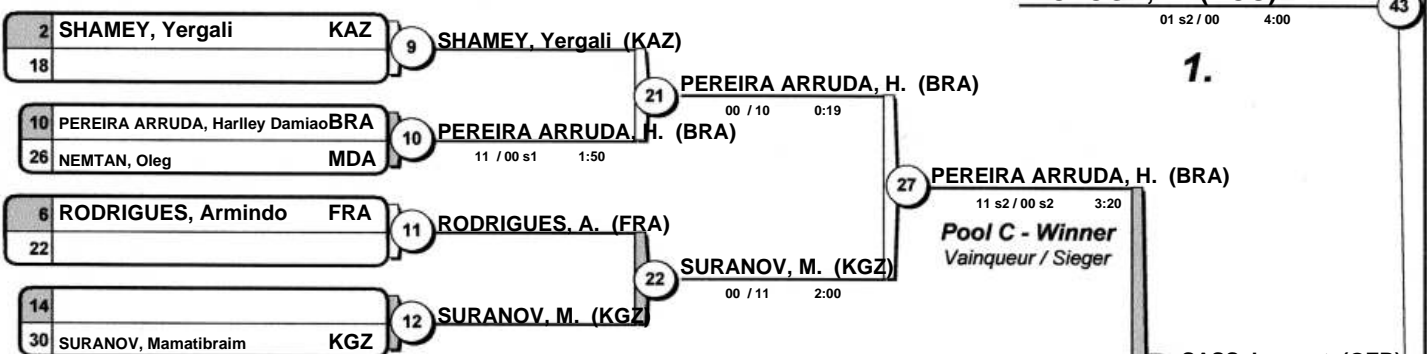 43
01 s2 / 00 4:00
1.
2 SHAMEY, Yergali KAZ
18
9 SHAMEY, Yergali (KAZ)
21 PEREIRA ARRUDA, H. (BRA)
00 / 10 0:19
10 PEREIRA ARRUDA, Harlley Damiao BRA
26 NEMTAN, Oleg MDA
10 PEREIRA ARRUDA, H. (BRA)
11 / 00 s1 1:50
27 PEREIRA ARRUDA, H. (BRA)
11 s2 / 00 s2 3:20
Pool C - Winner
Vainqueur / Sieger
6 RODRIGUES, Armindo FRA
22
11 RODRIGUES, A. (FRA)
22 SURANOV, M. (KGZ)
00 / 11 2:00
14
30 SURANOV, Mamatibraim KGZ
12 SURANOV, M. (KGZ)